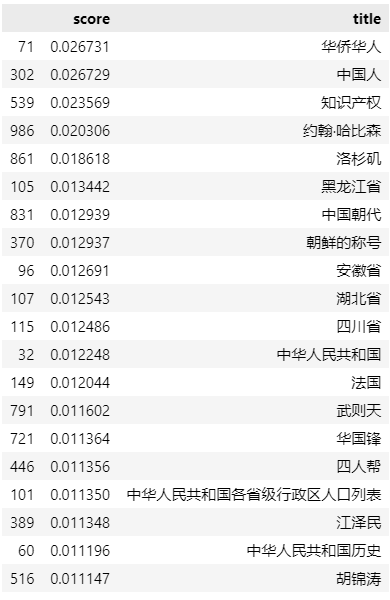 score title
71 0.026731 华侨华人
302 0.026729 中国人
539 0.023569 知识产权
986 0.020306 约翰·哈比森
861 0.018618 洛杉矶
105 0.013442 黑龙江省
831 0.012939 中国朝代
370 0.012937 朝鲜的称号
96 0.012691 安徽省
107 0.012543 湖北省
115 0.012486 四川省
32 0.012248 中华人民共和国
149 0.012044 法国
791 0.011602 武则天
721 0.011364 华国锋
446 0.011356 四人帮
101 0.011350 中华人民共和国各省级行政区人口列表
389 0.011348 江泽民
60 0.011196 中华人民共和国历史
516 0.011147 胡锦涛